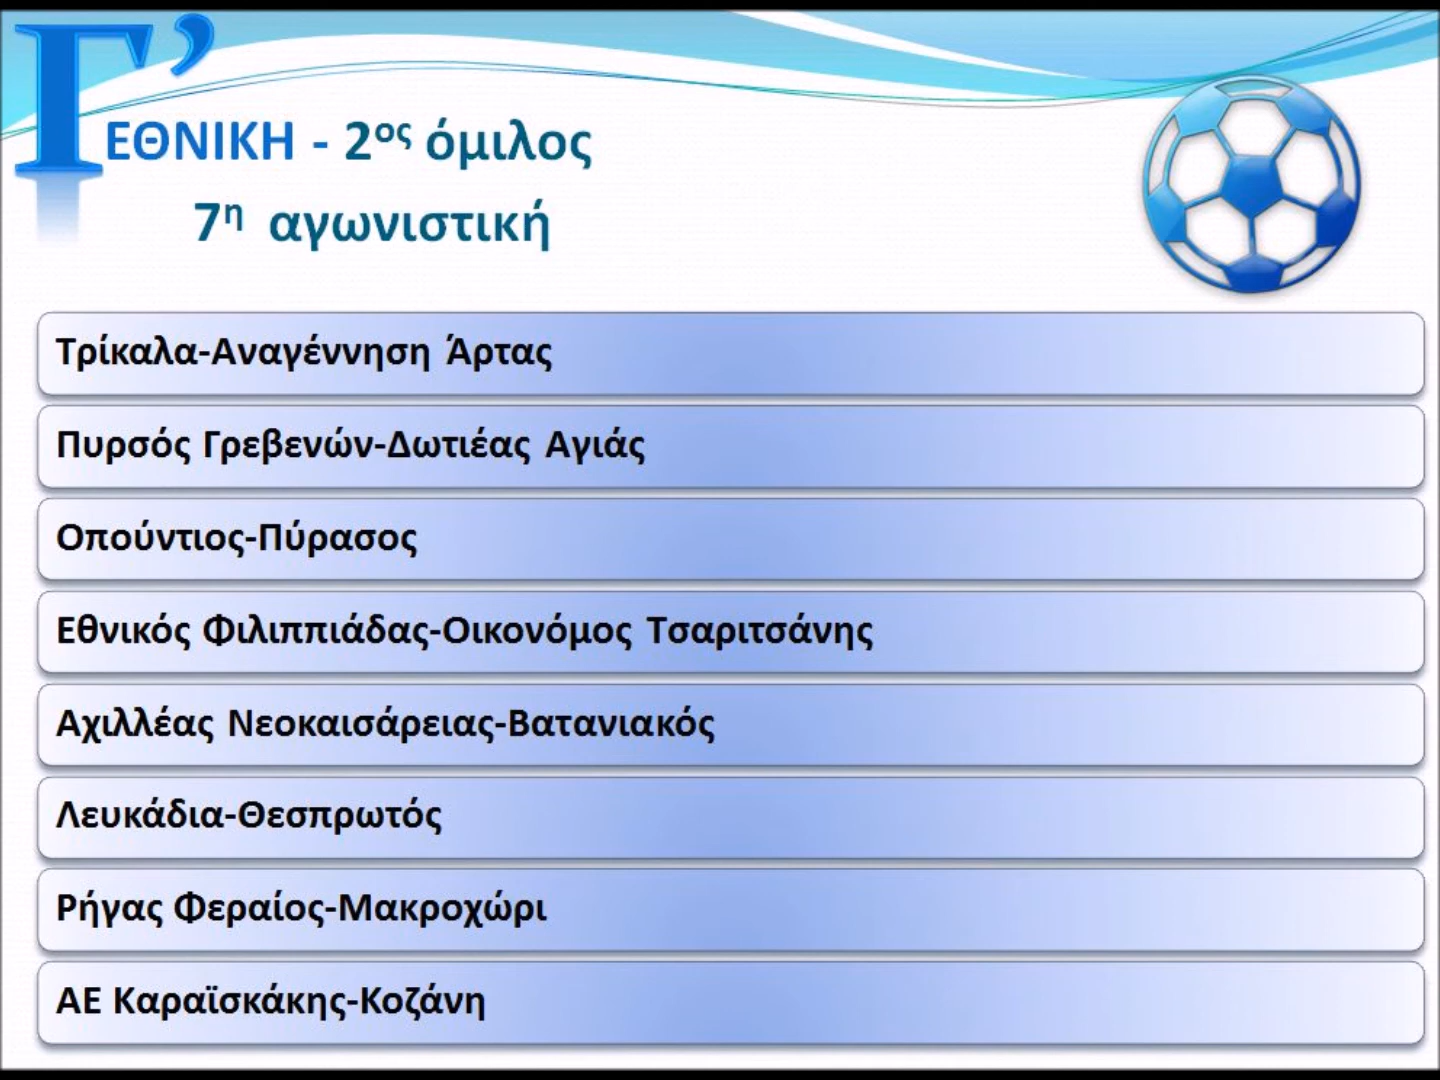 Γ' ΕΘΝΙΚΗ - 2ος όμιλος
7η αγωνιστική
Τρίκαλα-Αναγέννηση Άρτας
Πυρσός Γρεβενών-Δωτιέας Αγιάς
Οπούντιος-Πύρασος
Εθνικός Φιλιππιάδας-Οικονόμος Τσαριτσάνης
Αχιλλέας Νεοκαισάρειας-Βατανιακός
Λευκάδια-Θεσπρωτός
Ρήγας Φεραίος-Μακροχώρι
ΑΕ Καραϊσκάκης-Κοζάνη